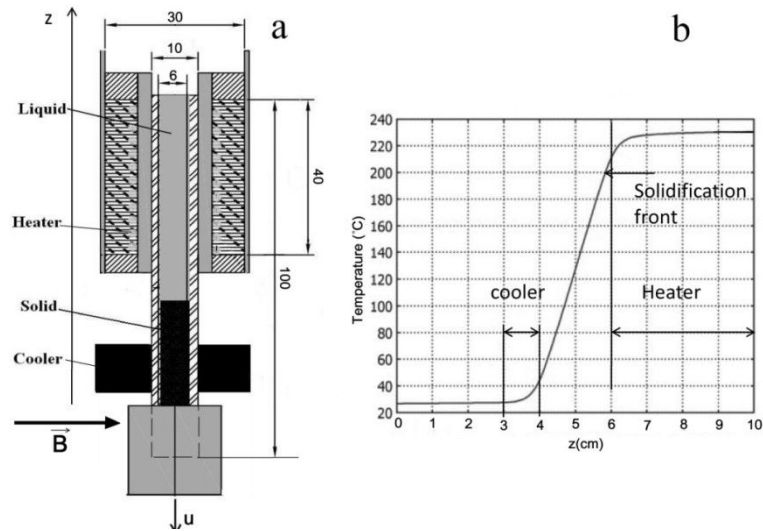 a
z
30
10
6
Liquid
40
Heater
100
Solid
Cooler
B
u
b
240
220
200
180
160
140
120
100
80
60
40
20
Temperature (°C)
Solidification
front
cooler
Heater
0 1 2 3 4 5 6 7 8 9 10
z(cm)